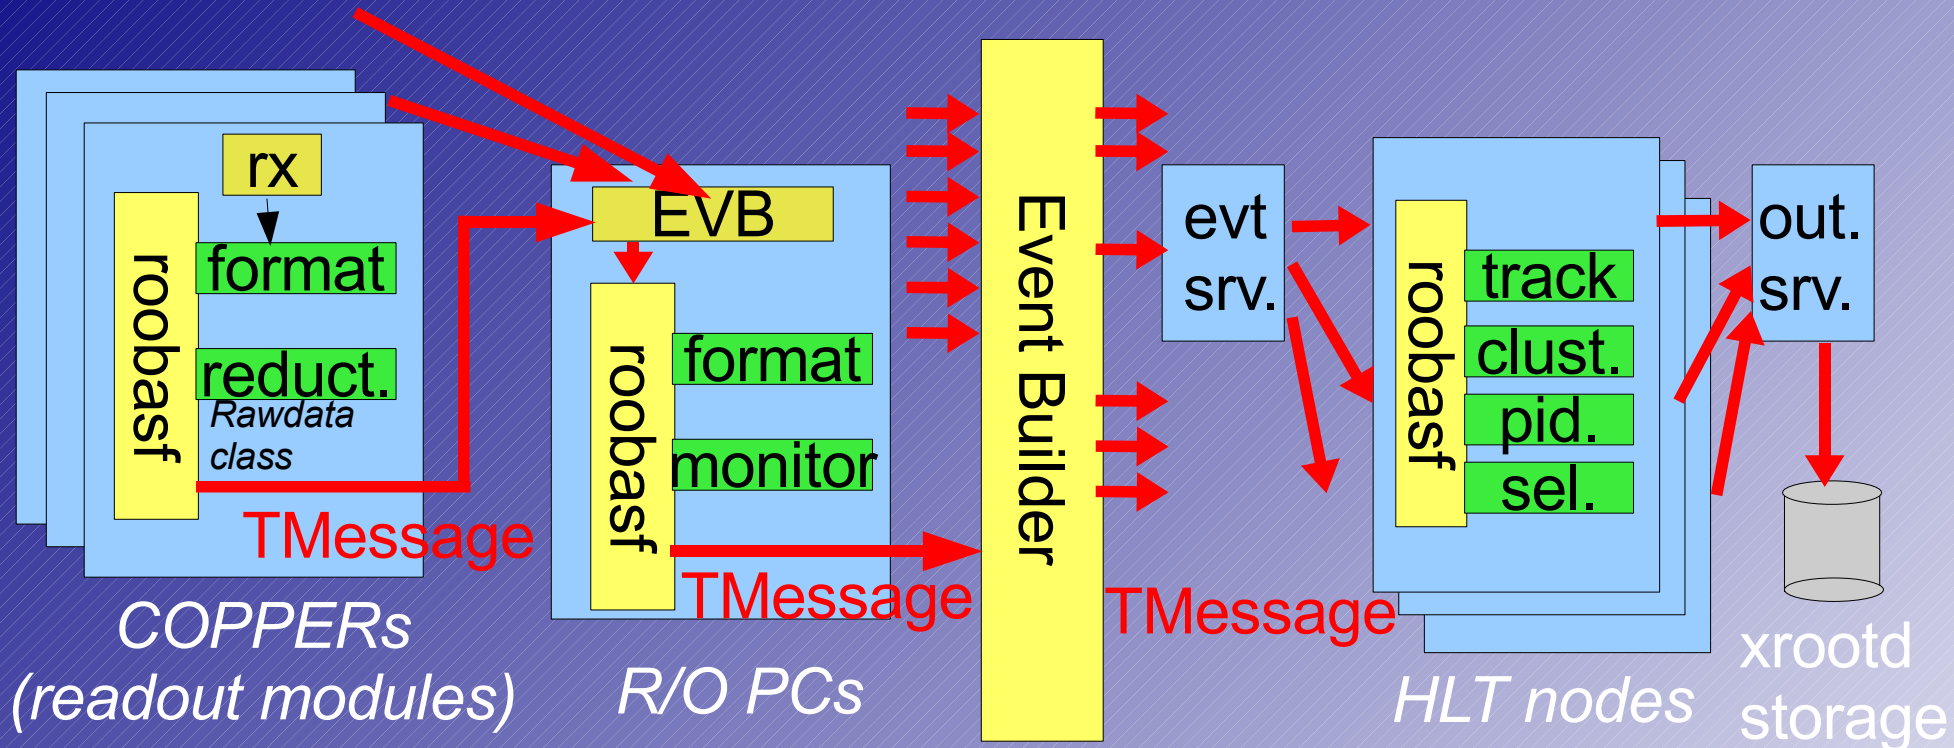 rx
roobasf
format
reduct.
Rawdata
class
TMessage
COPPERs
(readout modules)
EVB
roobasf
format
monitor
TMessage
R/O PCs
Event Builder
TMessage
evt
srv.
roobasf
track
clust.
pid.
sel.
HLT nodes
out.
srv.
xrootd
storage